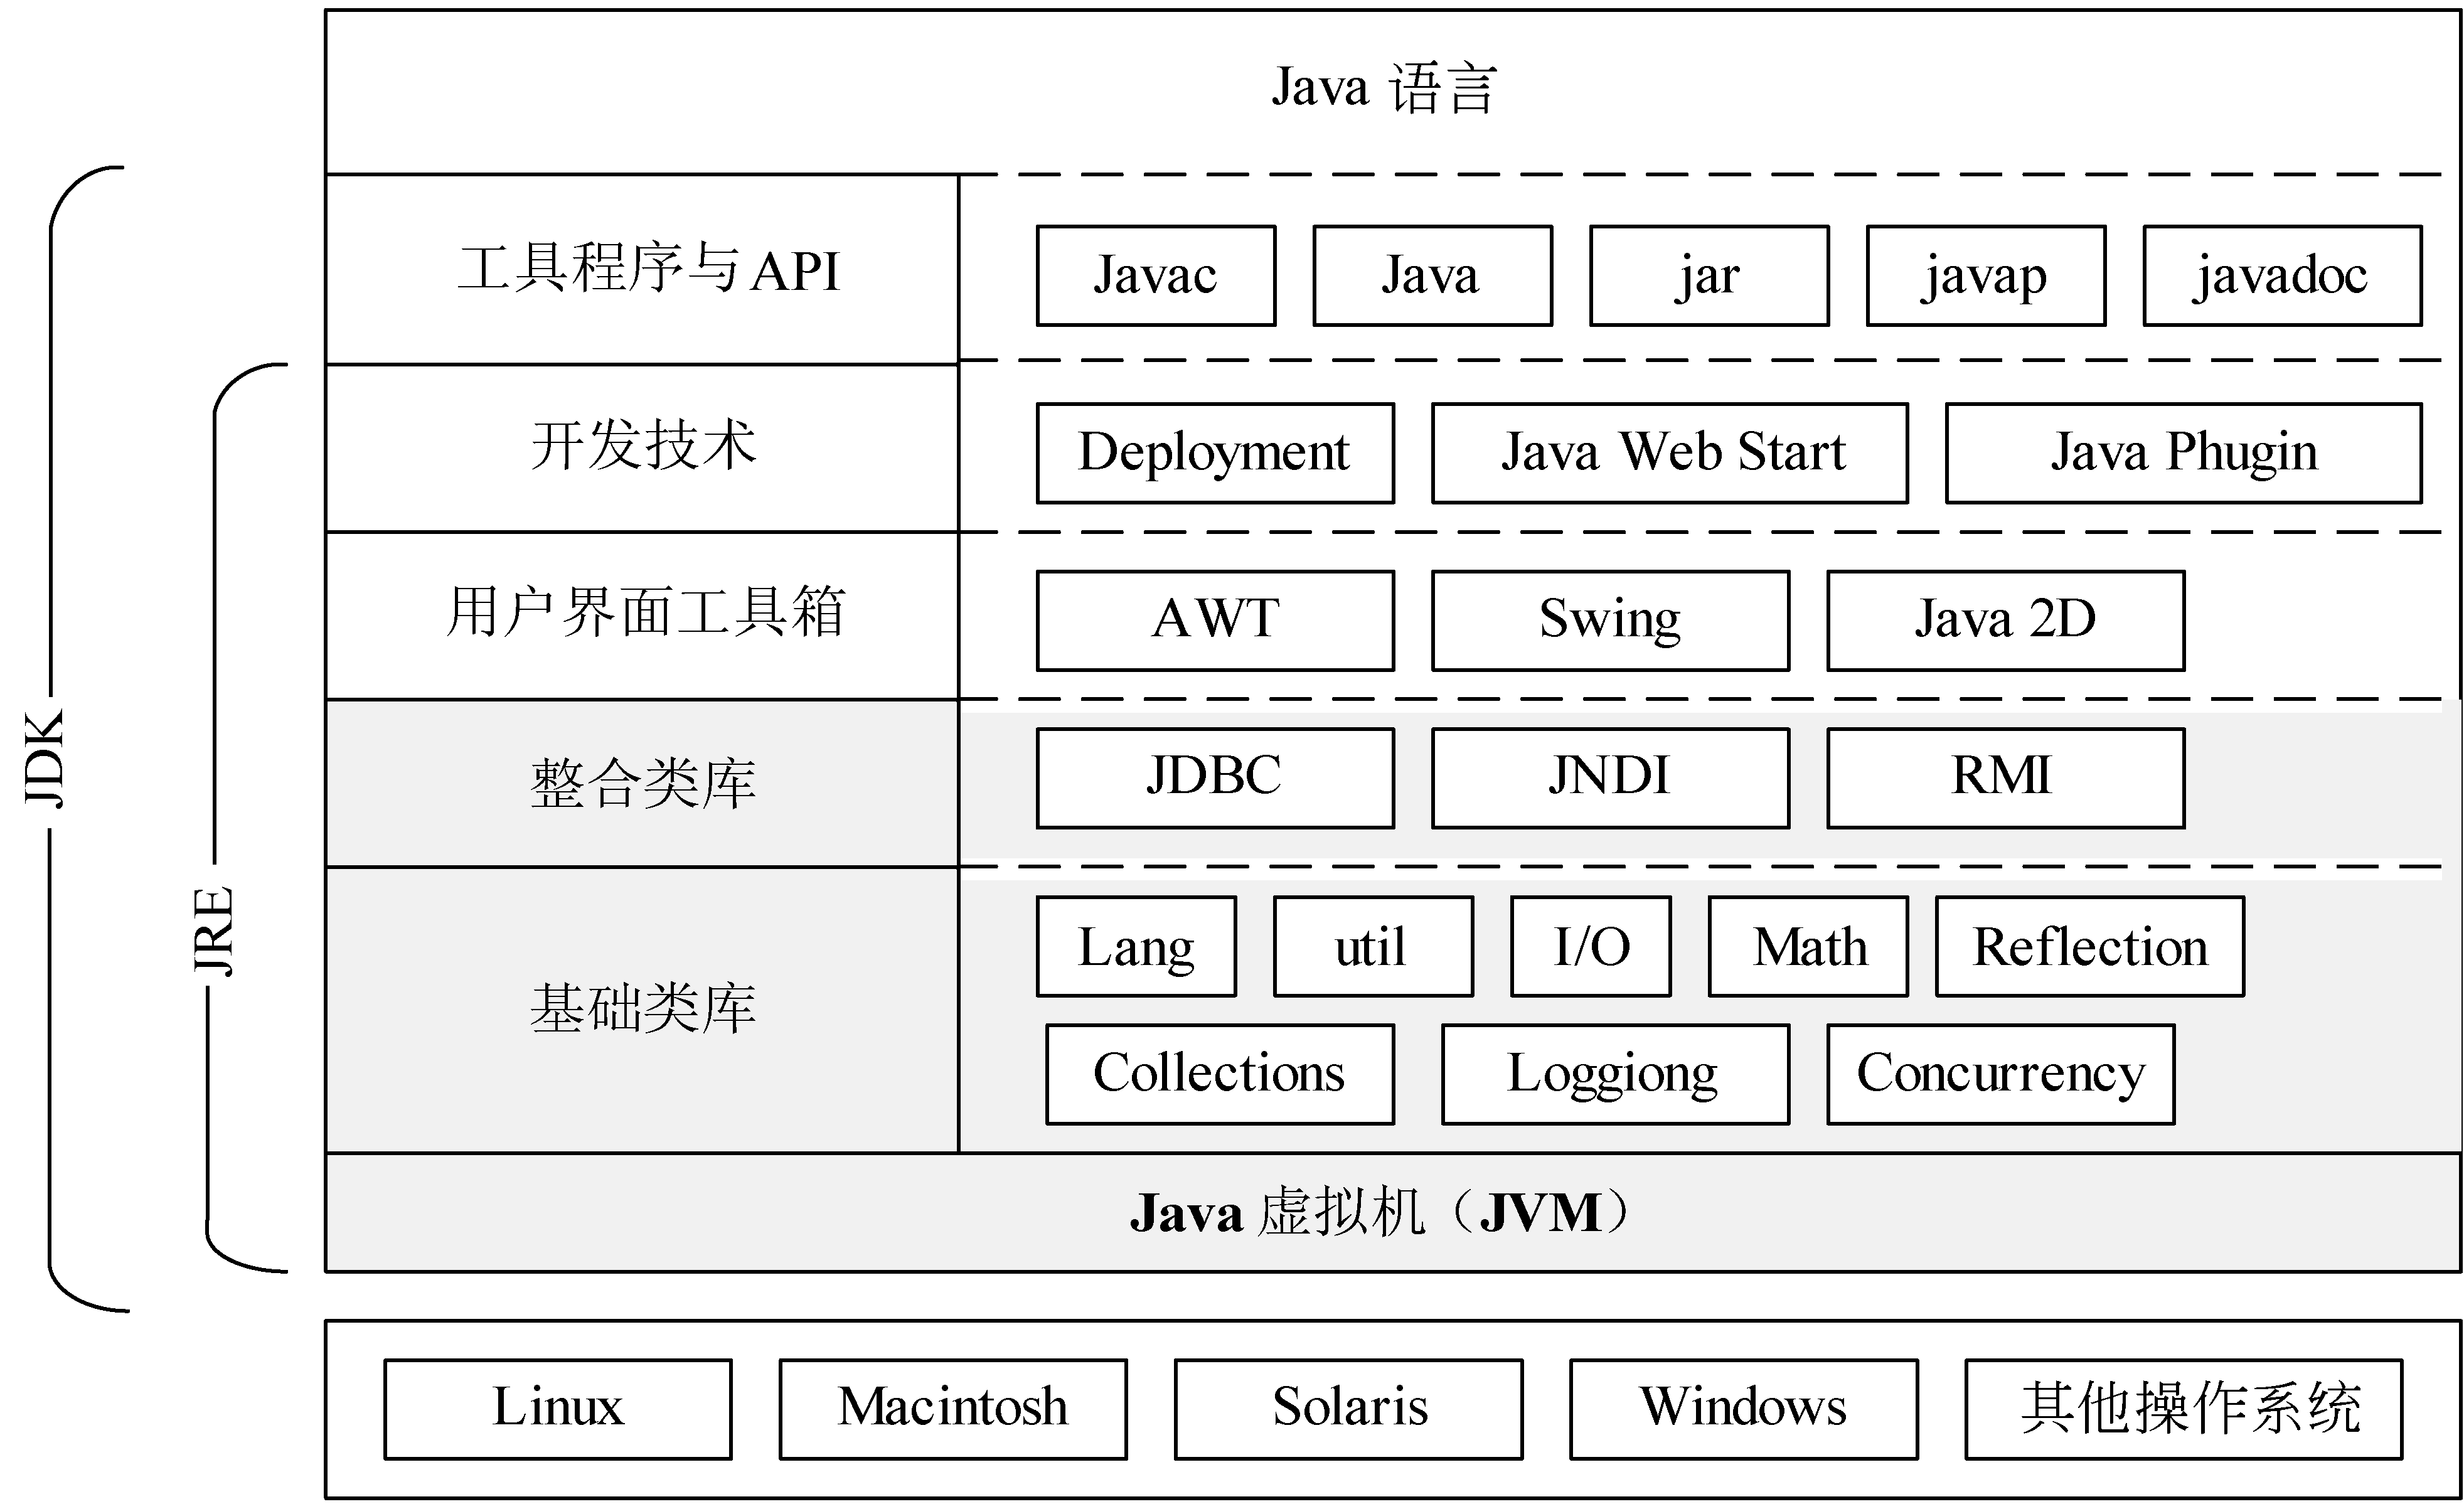 Java 语言
工具程序与API
Javac
Java
jar
javap
javadoc
开发技术
Deployment
Java Web Start
Java Phugin
用户界面工具箱
AWT
Swing
Java 2D
整合类库
JDBC
JNDI
RMI
基础类库
Lang
util
I/O
Math
Reflection
Collections
Loggiong
Concurrency
Java 虚拟机（JVM）
JDK
JRE
Linux
Macintosh
Solaris
Windows
其他操作系统